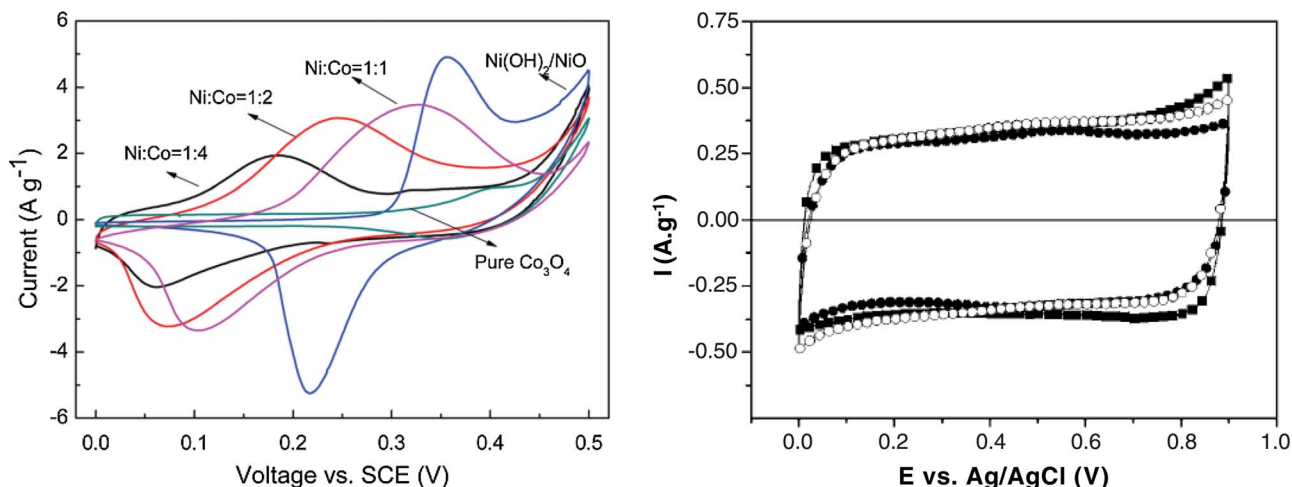 Current (A g⁻¹)
6
4
2
0
-2
-4
-6
0.0
0.1
0.2
0.3
0.4
0.5
Voltage vs. SCE (V)
Ni(OH)₂/NiO
Ni:Co=1:1
Ni:Co=1:2
Ni:Co=1:4
Pure Co₃O₄
I (A.g⁻¹)
0.75
0.50
0.25
0.00
-0.25
-0.50
0.0
0.2
0.4
0.6
0.8
1.0
E vs. Ag/AgCl (V)